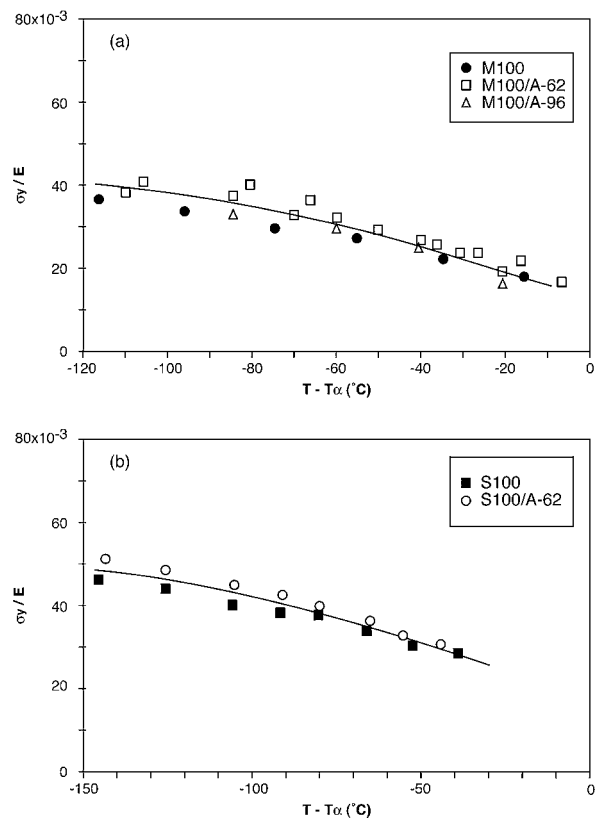 80x10-3
(a)
M100
M100/A-62
M100/A-96
60
40
20
0
σy / E
-120 -100 -80 -60 -40 -20 0
T - Tα (˚C)
80x10-3
(b)
S100
S100/A-62
60
40
20
0
σy / E
-150 -100 -50 -0
T - Tα (˚C)